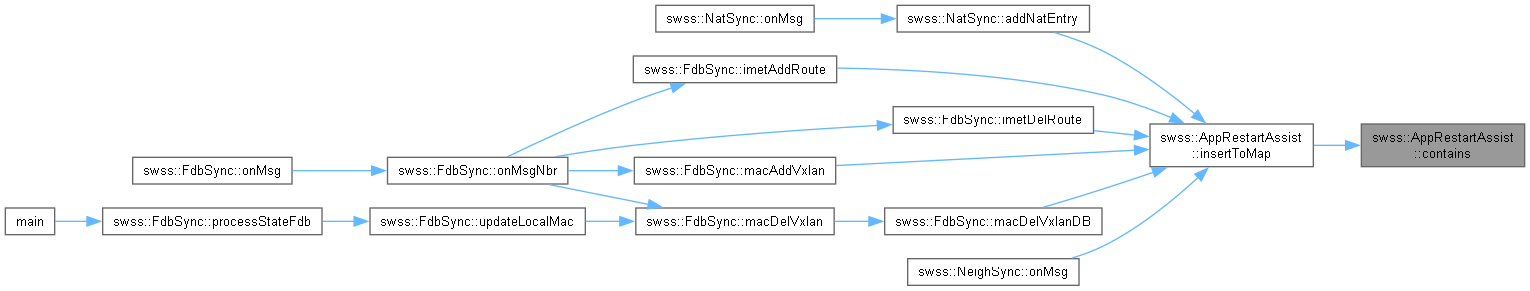 swss::NatSync::onMsg
swss::NatSync::addNatEntry
swss::FdbSync::imetAddRoute
swss::FdbSync::imetDelRoute
swss::AppRestartAssist
::insertToMap
swss::AppRestartAssist
::contains
swss::FdbSync::onMsg
swss::FdbSync::onMsgNbr
swss::FdbSync::macAddVxlan
main
swss::FdbSync::processStateFdb
swss::FdbSync::updateLocalMac
swss::FdbSync::macDelVxlan
swss::FdbSync::macDelVxlanDB
swss::NeighSync::onMsg